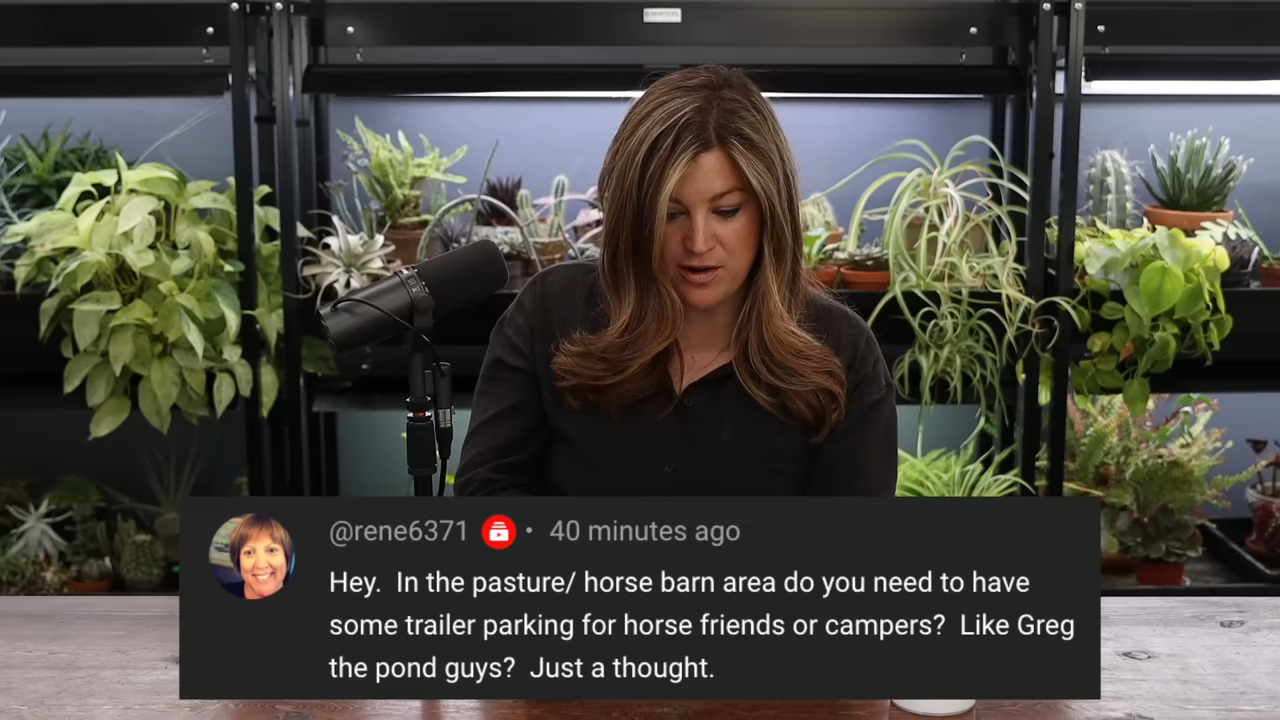 @rene6371 • 40 minutes ago
Hey. In the pasture/ horse barn area do you need to have
some trailer parking for horse friends or campers? Like Greg
the pond guys? Just a thought.